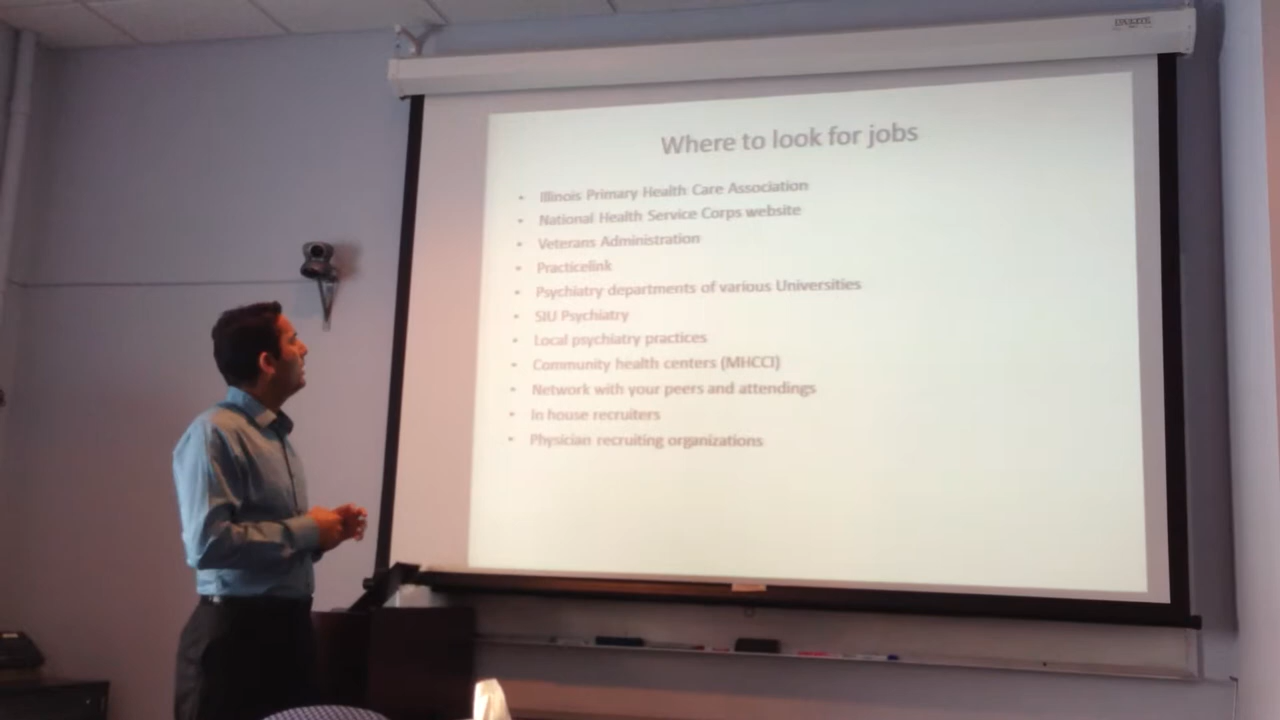 Where to look for jobs
• Illinois Primary Health Care Association
• National Health Service Corps website
• Veterans Administration
• Practicelink
• Psychiatry departments of various Universities
• SIU Psychiatry
• Local psychiatry practices
• Community health centers (MHCCI)
• Network with your peers and attendings
• In house recruiters
• Physician recruiting organizations